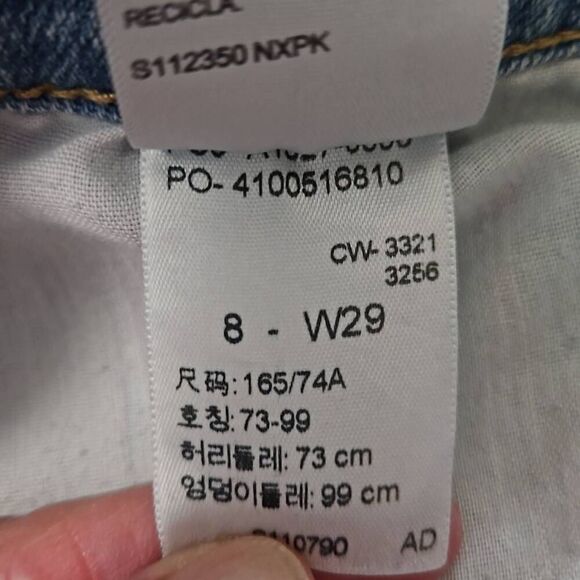 RECICLA
S112350 NXPK
PO- 4100516810
CW- 3321
3256
8 - W29
尺码: 165/74A
호칭: 73-99
허리둘레: 73 cm
엉덩이둘레: 99 cm
AD